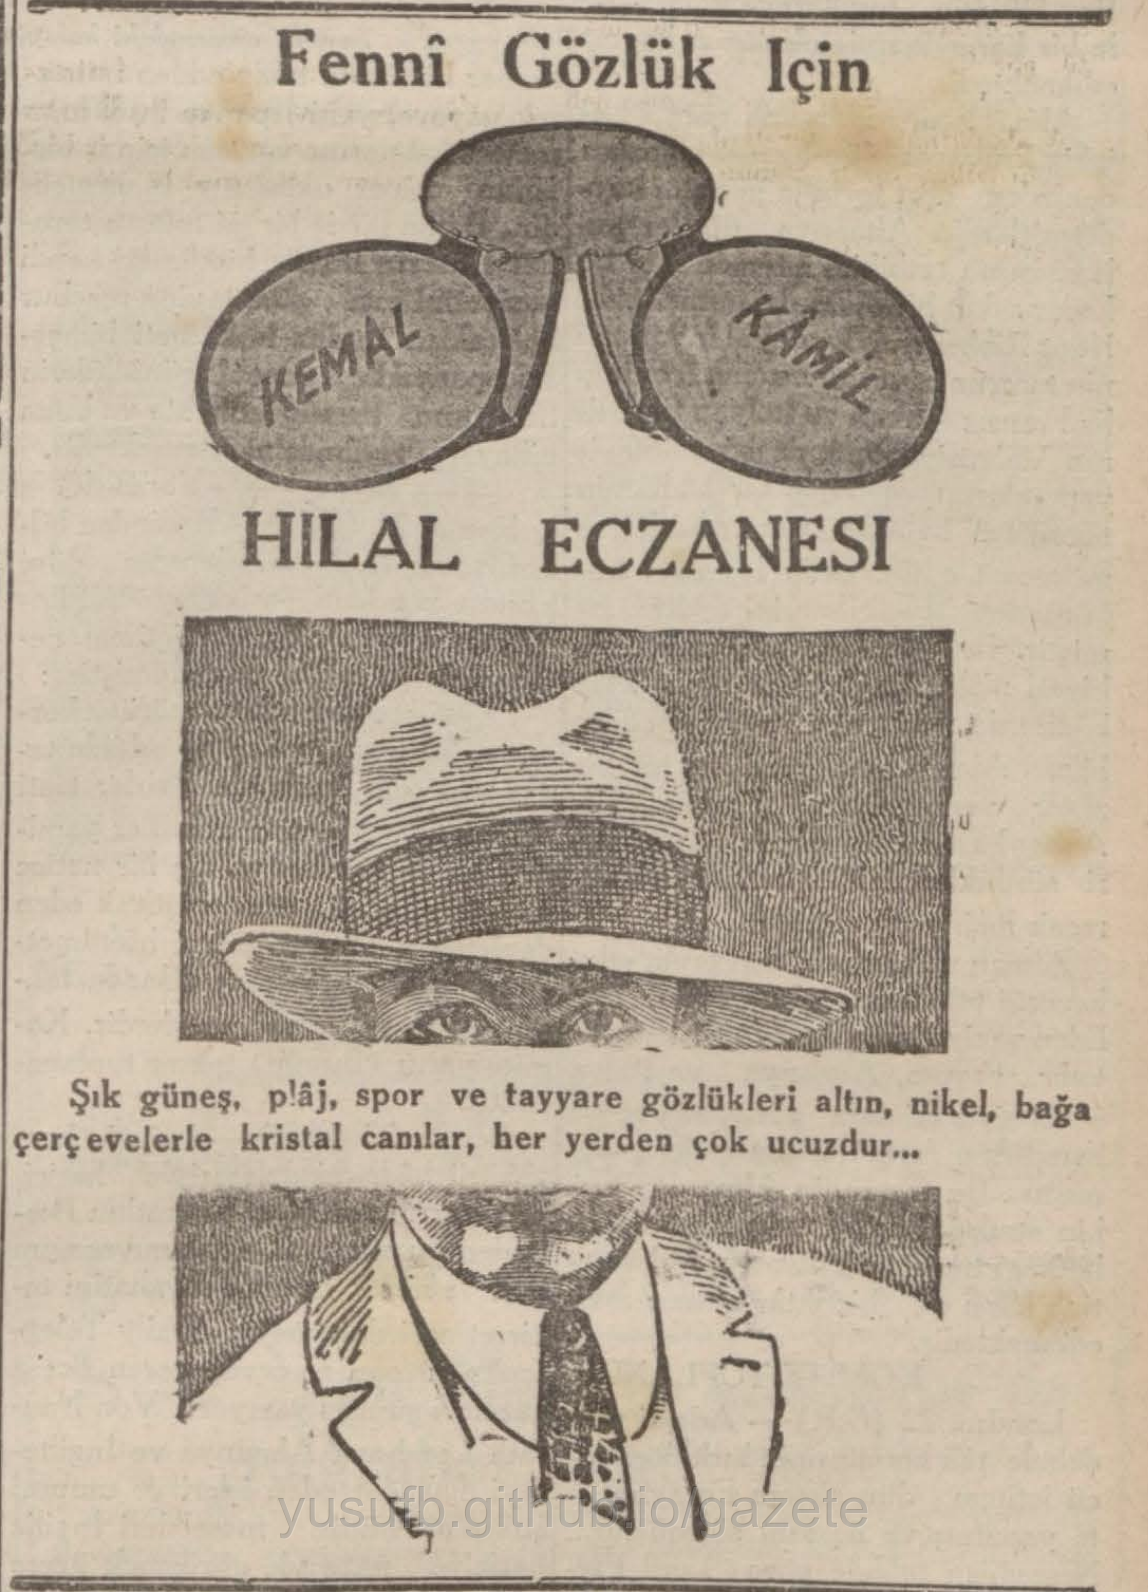 Fennî Gözlük Için
KEMAL
KÂMİL
HILAL ECZANESI
Şık güneş, plâj, spor ve tayyare gözlükleri altın, nikel, bağa
çerçevelerle kristal camlar, her yerden çok ucuzdur...
yusufb.github.io/gazete